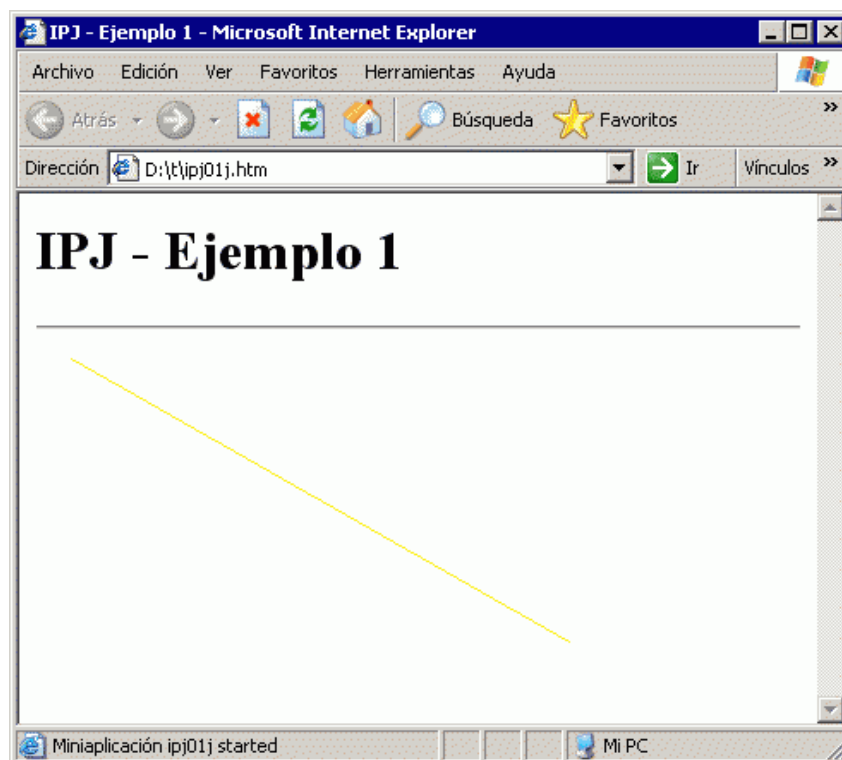 IPJ - Ejemplo 1 - Microsoft Internet Explorer
Archivo Edición Ver Favoritos Herramientas Ayuda
Atrás Búsqueda Favoritos »
Dirección D:\t\ipj01j.htm Ir Vínculos »
IPJ - Ejemplo 1
Miniaplicación ipj01j started Mi PC